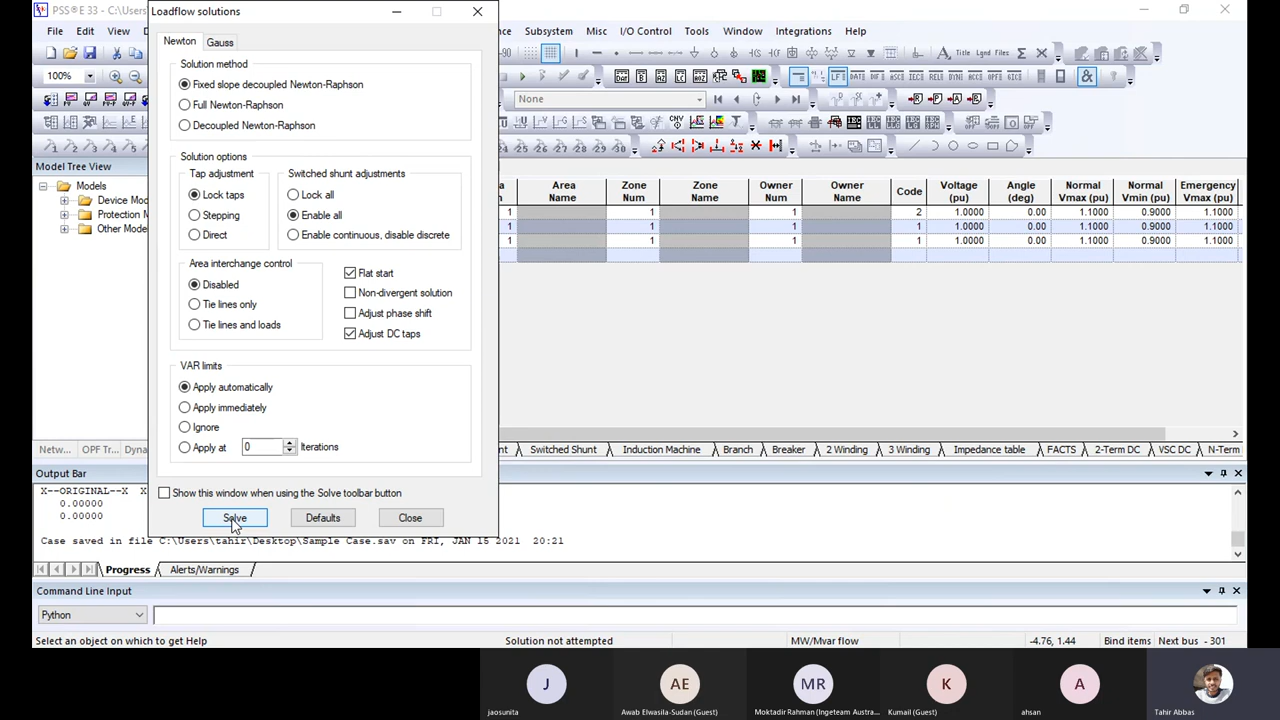 PSS®E 33
Loadflow solutions
File Edit View
ce Subsystem Misc I/O Control Tools Window Integrations Help
Newton Gauss
Solution method
Fixed slope decoupled Newton-Raphson
Full Newton-Raphson
Decoupled Newton-Raphson
Solution options
Tap adjustment
Lock taps
Stepping
Direct
Switched shunt adjustments
Lock all
Enable all
Enable continuous, disable discrete
Area interchange control
Disabled
Tie lines only
Tie lines and loads
Flat start
Non-divergent solution
Adjust phase shift
Adjust DC taps
VAR limits
Apply automatically
Apply immediately
Ignore
Apply at 0 Iterations
Show this window when using the Solve toolbar button
Solve Defaults Close
100%
None
Title Lgnd Files
Model Tree View
Models
Device Mod
Protection M
Other Mode
Area Name Zone Num Zone Name Owner Num Owner Name Code Voltage (pu) Angle (deg) Normal Vmax (pu) Normal Vmin (pu) Emergency Vmax (pu)
1 1 1 2 1.0000 0.00 1.1000 0.9000 1.1000
1 1 1 1 1.0000 0.00 1.1000 0.9000 1.1000
1 1 1 1 1.0000 0.00 1.1000 0.9000 1.1000
Netw... OPF Tr...
nt Switched Shunt Induction Machine Branch Breaker 2 Winding 3 Winding Impedance table FACTS 2-Term DC VSC DC N-Term
Output Bar
X--ORIGINAL--X X
0.00000
0.00000
Case saved in file C:\Users\tahir\Desktop\Sample Case.sav on FRI, JAN 15 2021 20:21
Progress Alerts/Warnings
Command Line Input
Python
Select an object on which to get Help Solution not attempted MW/Mvar flow -4.76, 1.44 Bind items Next bus - 301
J AE MR K A
jaosunita Awab Elwasila-Sudan (Guest) Moktadir Rahman (Ingeteam Austra... Kumail (Guest) ahsan Tahir Abbas